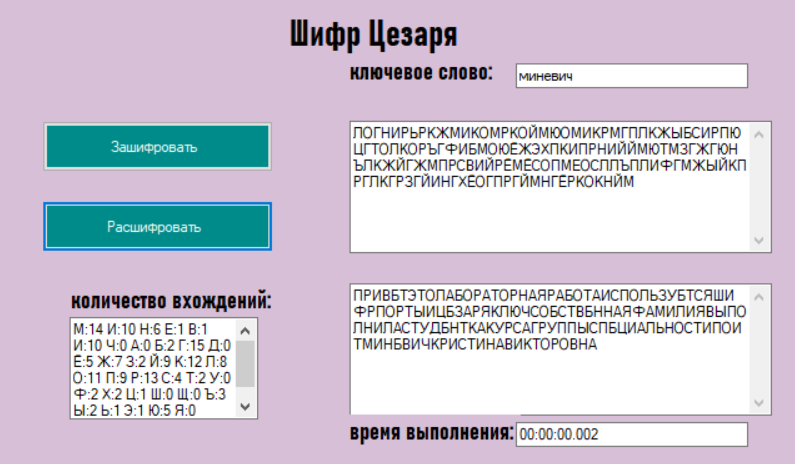 Шифр Цезаря
ключевое слово:
миневич
Зашифровать
Расшифровать
ЛОГНИРЬРКЖМИКОМРКОЙМЮОМИКРМГПЛКЖЫБСИРПЮ
ЦГТОЛКОРЪГФИБМОЮЁЖЭХПКИПРНИЙЙМЮТМЗГЖГЮН
ЪЛКЖЙГЖМПРСВИЙРЁМЁСОПМЕОСЛЛЪПЛИФГМЖЫЙКП
РГЛКГРЗГЙИНГХЁОГПРГЙМНГЁРКОКНЙМ
количество вхождений:
М:14 И:10 Н:6 Е:1 В:1
И:10 Ч:0 А:0 Б:2 Г:15 Д:0
Ё:5 Ж:7 З:2 Й:9 К:12 Л:8
О:11 П:9 Р:13 С:4 Т:2 У:0
Ф:2 Х:2 Ц:1 Ш:0 Щ:0 Ъ:3
Ы:2 Ь:1 Э:1 Ю:5 Я:0
ПРИВБТЭТОЛАБОРАТОРНАЯРАБОТАИСПОЛЬЗУБТСЯШИ
ФРПОРТЫИЦБЗАРЯКЛЮЧСОБСТВБННАЯФАМИЛИЯВЫПО
ЛНИЛАСТУДБНТКАКУРСАГРУППЫСПБЦИАЛЬНОСТИПОИ
ТМИНБВИЧКРИСТИНАВИКТОРОВНА
время выполнения:
00:00:00.002